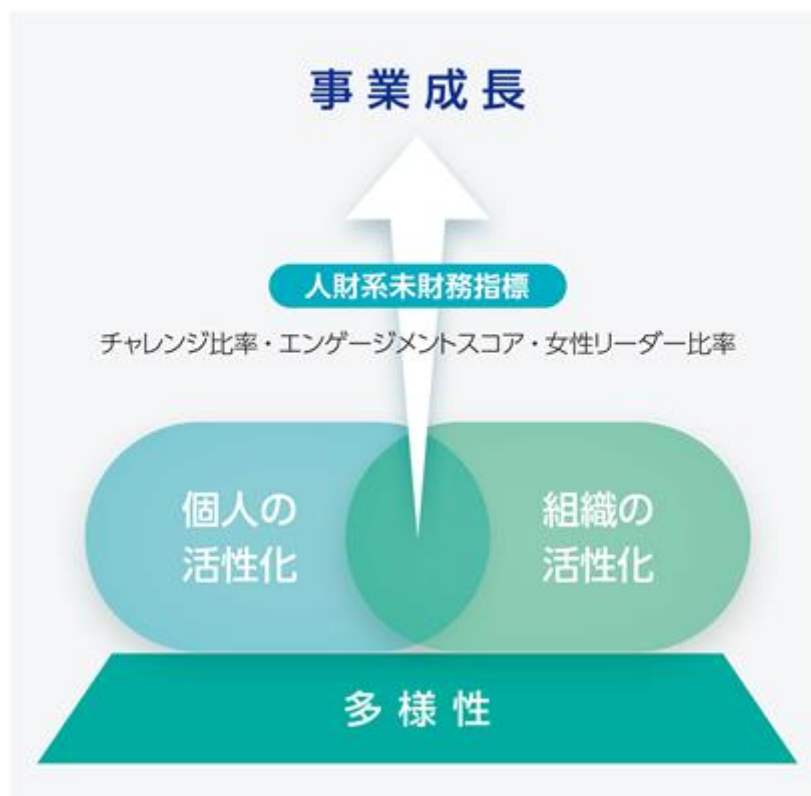 事業成長
人財系未財務指標
チャレンジ比率・エンゲージメントスコア・女性リーダー比率
個人の
活性化
組織の
活性化
多様性